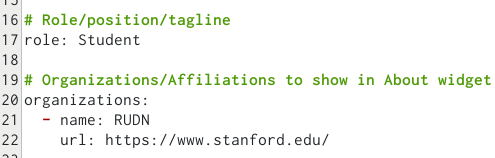 16 # Role/position/tagline
17 role: Student
18
19 # Organizations/Affiliations to show in About widget
20 organizations:
21   - name: RUDN
22     url: https://www.stanford.edu/